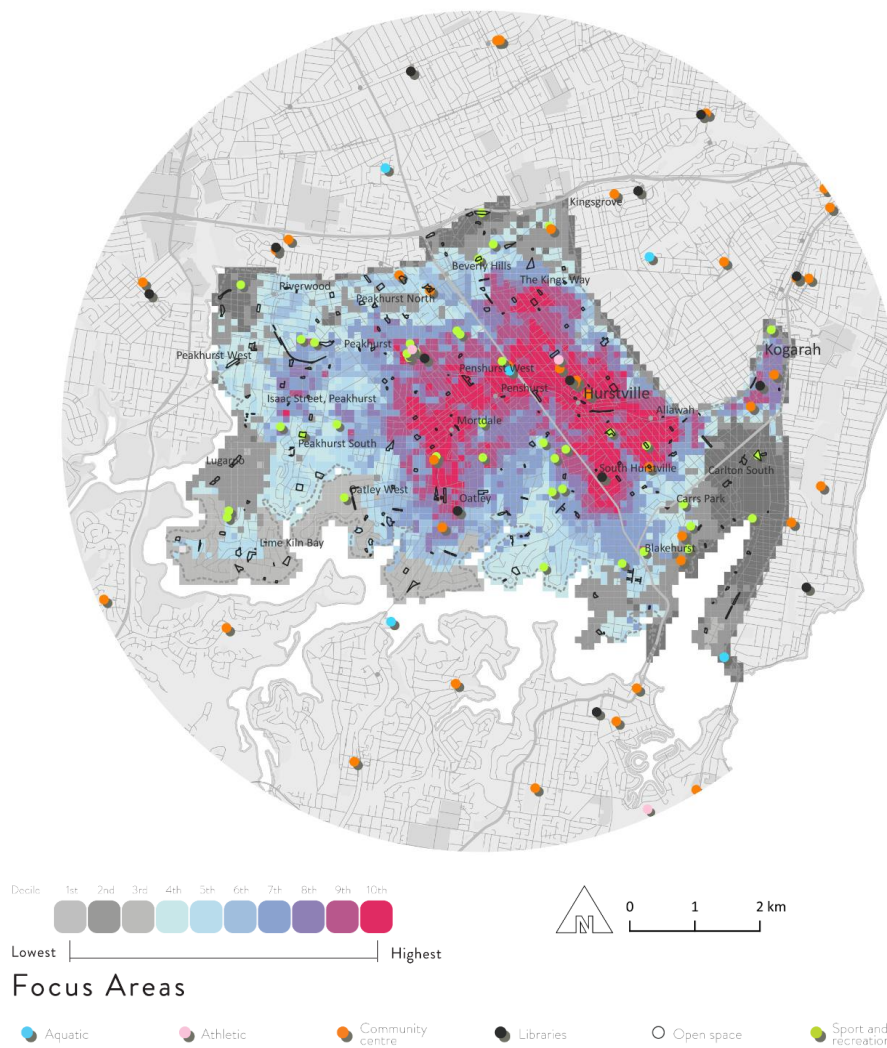 Kingsgrove
Beverly Hills
The Kings Way
Riverwood
Peakhurst North
Peakhurst West
Peakhurst
Kogarah
Penshurst West
Penshurst
Hurstville
Isaac Street, Peakhurst
Allawah
Mortdale
Peakhurst South
Lugarno
South Hurstville
Carlton South
Oatley West
Oatley
Carrs Park
Lime Kiln Bay
Blakehurst
Decile 1st 2nd 3rd 4th 5th 6th 7th 8th 9th 10th
N
0 1 2 km
Lowest Highest
Focus Areas
Aquatic Athletic Community centre Libraries Open space Sport and recreation